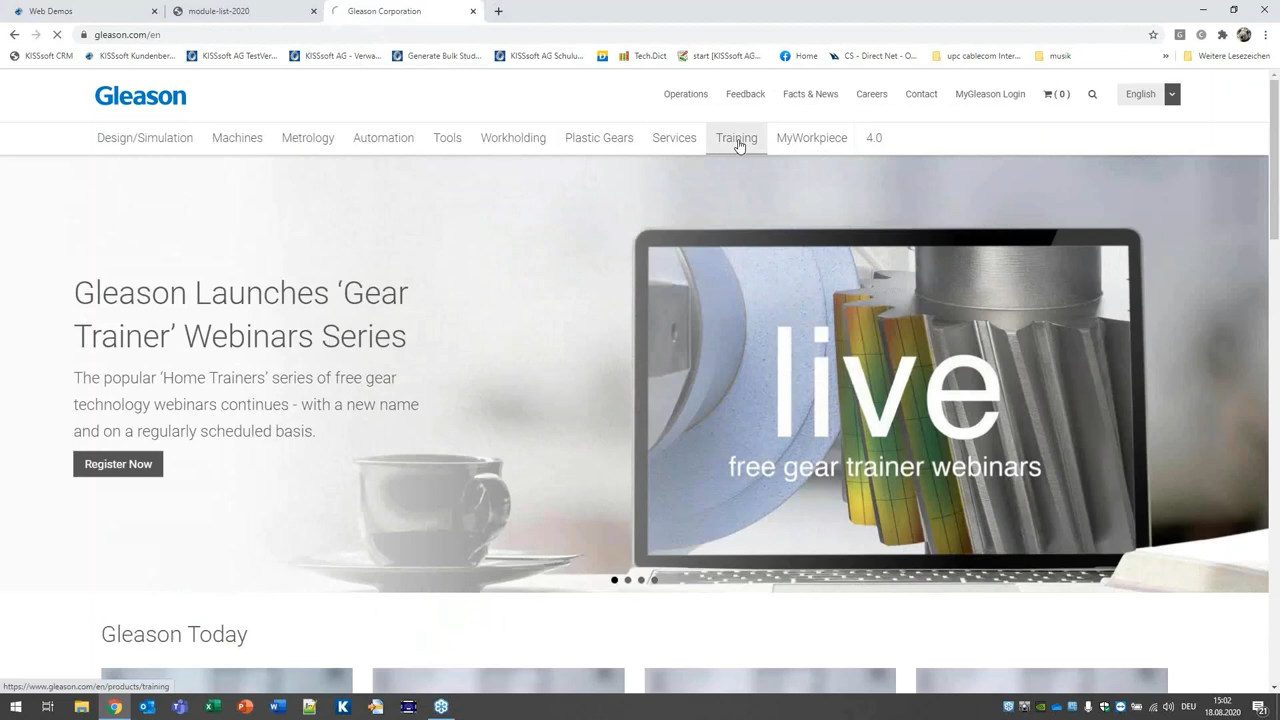 Web Demos
module-list-2020
Gleason Corporation
gleason.com/en
KISSsoft CRM
KISSsoft Kundenber...
KISSsoft AG TestVer...
KISSsoft AG - Verwa...
Generate Bulk Stud...
KISSsoft AG Schulu...
Tech.Dict
start [KISSsoft AG...
Home
CS - Direct Net - O...
upc cablecom Inter...
musik
»
Weitere Lesezeichen
Gleason
Operations
Feedback
Facts & News
Careers
Contact
MyGleason Login
( 0 )
English
Design/Simulation
Machines
Metrology
Automation
Tools
Workholding
Plastic Gears
Services
Training
MyWorkpiece
4.0
Gleason Launches ‘Gear
Trainer’ Webinars Series
The popular ‘Home Trainers’ series of free gear
technology webinars continues - with a new name
and on a regularly scheduled basis.
Register Now
live
free gear trainer webinars
Gleason Today
https://www.gleason.com/en/products/training
DEU
15:02
18.08.2020